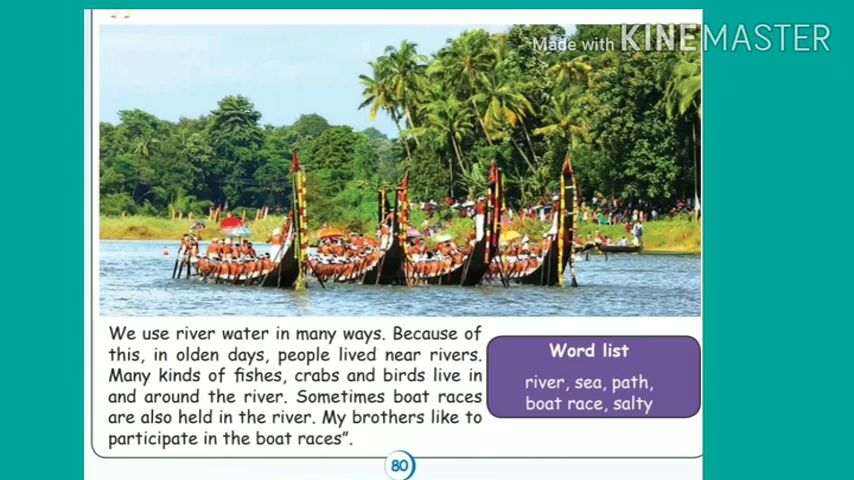 Made with KINEMASTER
We use river water in many ways. Because of
this, in olden days, people lived near rivers.
Many kinds of fishes, crabs and birds live in
and around the river. Sometimes boat races
are also held in the river. My brothers like to
participate in the boat races”.
Word list
river, sea, path,
boat race, salty
80